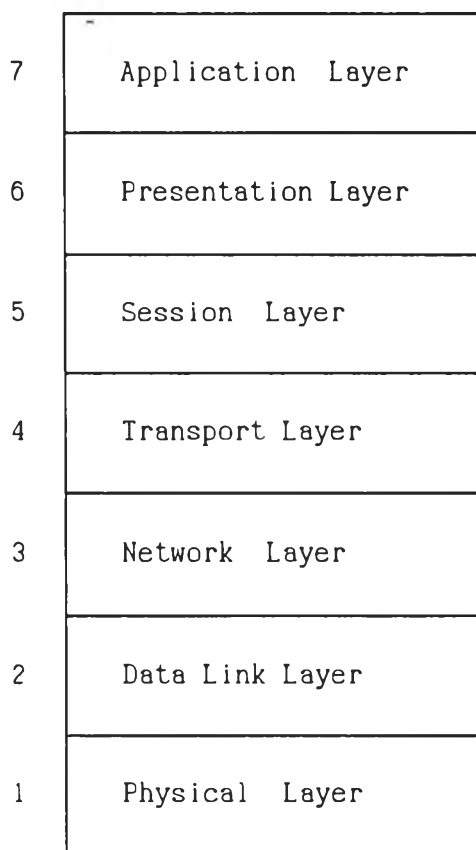 7 Application Layer
6 Presentation Layer
5 Session Layer
4 Transport Layer
3 Network Layer
2 Data Link Layer
1 Physical Layer